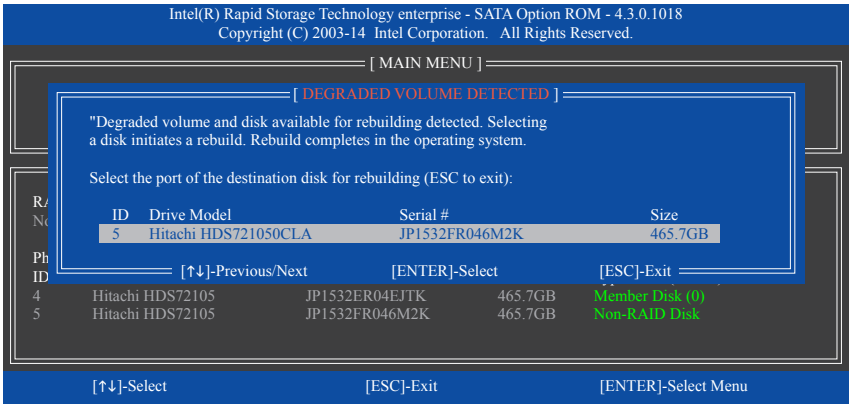 Intel(R) Rapid Storage Technology enterprise - SATA Option ROM - 4.3.0.1018
Copyright (C) 2003-14 Intel Corporation. All Rights Reserved.
[ MAIN MENU ]
[ DEGRADED VOLUME DETECTED ]
"Degraded volume and disk available for rebuilding detected. Selecting
a disk initiates a rebuild. Rebuild completes in the operating system.
Select the port of the destination disk for rebuilding (ESC to exit):
ID Drive Model Serial # Size
5 Hitachi HDS721050CLA JP1532FR046M2K 465.7GB
[↑↓]-Previous/Next [ENTER]-Select [ESC]-Exit
ID
4 Hitachi HDS72105 JP1532ER04EJTK 465.7GB Member Disk (0)
5 Hitachi HDS72105 JP1532FR046M2K 465.7GB Non-RAID Disk
[↑↓]-Select [ESC]-Exit [ENTER]-Select Menu